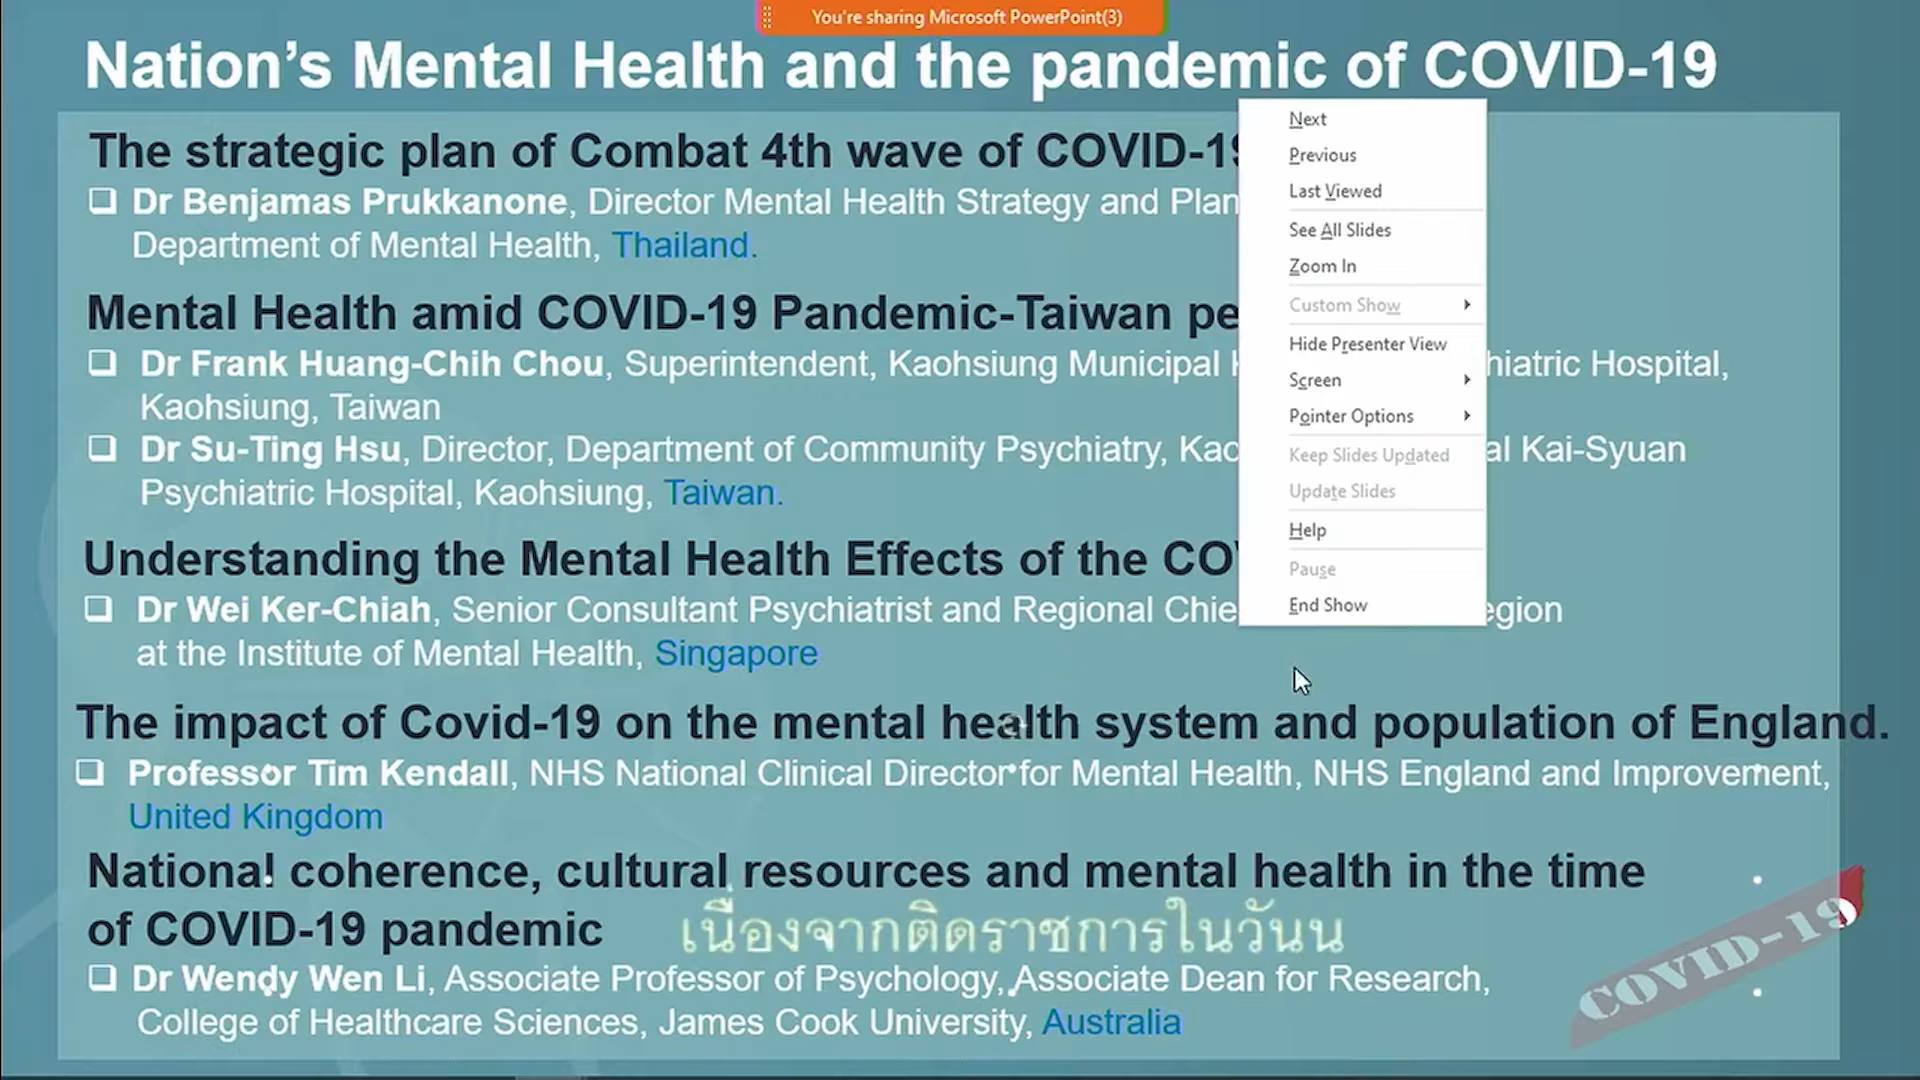 You're sharing Microsoft PowerPoint(3)
Nation's Mental Health and the pandemic of COVID-19
The strategic plan of Combat 4th wave of COVID-19
❑ Dr Benjamas Prukkanone, Director Mental Health Strategy and Plan
Department of Mental Health, Thailand.
Mental Health amid COVID-19 Pandemic-Taiwan
❑ Dr Frank Huang-Chih Chou, Superintendent, Kaohsiung Municipal Hospital,
Kaohsiung, Taiwan
❑ Dr Su-Ting Hsu, Director, Department of Community Psychiatry, Kai-Syuan
Psychiatric Hospital, Kaohsiung, Taiwan.
Understanding the Mental Health Effects of the
❑ Dr Wei Ker-Chiah, Senior Consultant Psychiatrist and Regional
at the Institute of Mental Health, Singapore
The impact of Covid-19 on the mental health system and population of England.
❑ Professor Tim Kendall, NHS National Clinical Director for Mental Health, NHS England and Improvement,
United Kingdom
National coherence, cultural resources and mental health in the time
of COVID-19 pandemic
เนื่องจากติดราชการในวันน
❑ Dr Wendy Wen Li, Associate Professor of Psychology, Associate Dean for Research,
College of Healthcare Sciences, James Cook University, Australia
COVID-19
Next
Previous
Last Viewed
See All Slides
Zoom In
Custom Show
Hide Presenter View
Screen
Pointer Options
Keep Slides Updated
Update Slides
Help
Pause
End Show